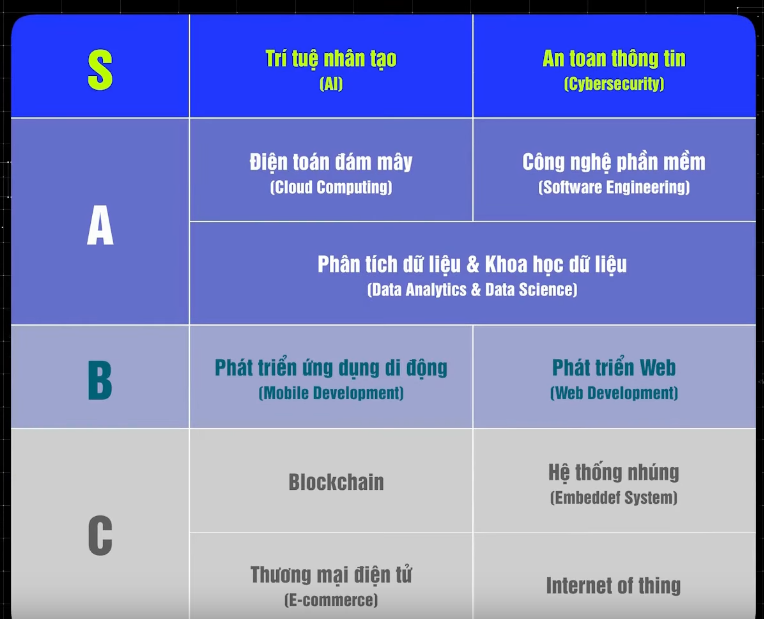 S
Trí tuệ nhân tạo
(AI)
An toan thông tin
(Cybersecurity)
A
Điện toán đám mây
(Cloud Computing)
Công nghệ phần mềm
(Software Engineering)
Phân tích dữ liệu & Khoa học dữ liệu
(Data Analytics & Data Science)
B
Phát triển ứng dụng di động
(Mobile Development)
Phát triển Web
(Web Development)
C
Blockchain
Hệ thống nhúng
(Embeddef System)
Thương mại điện tử
(E-commerce)
Internet of thing